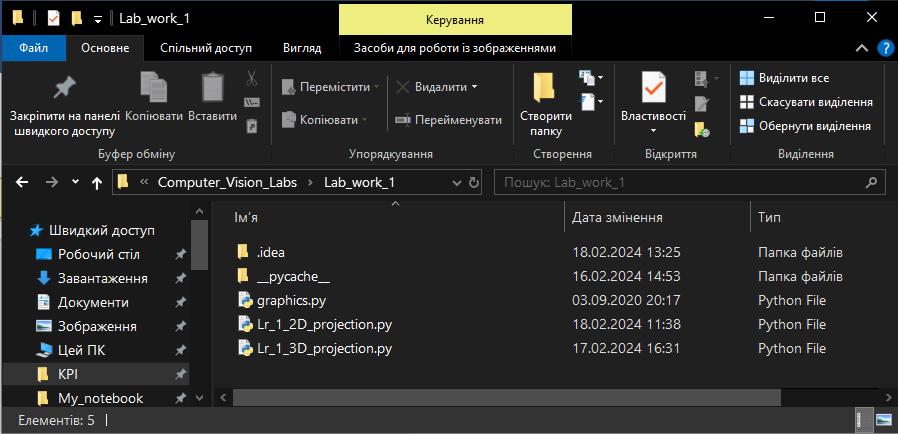 Lab_work_1
Керування
Файл Основне Спільний доступ Вигляд Засоби для роботи із зображеннями
Закріпити на панелі швидкого доступу
Копіювати
Вставити
Буфер обміну
Перемістити
Копіювати
Видалити
Перейменувати
Упорядкування
Створити папку
Створення
Властивості
Відкриття
Виділити все
Скасувати виділення
Обернути виділення
Виділення
Computer_Vision_Labs Lab_work_1
Пошук: Lab_work_1
Швидкий доступ
Робочий стіл
Завантаження
Документи
Зображення
Цей ПК
KPI
My_notebook
Ім'я Дата змінення Тип
.idea 18.02.2024 13:25 Папка файлів
__pycache__ 16.02.2024 14:53 Папка файлів
graphics.py 03.09.2020 20:17 Python File
Lr_1_2D_projection.py 18.02.2024 11:38 Python File
Lr_1_3D_projection.py 17.02.2024 16:31 Python File
Елементів: 5